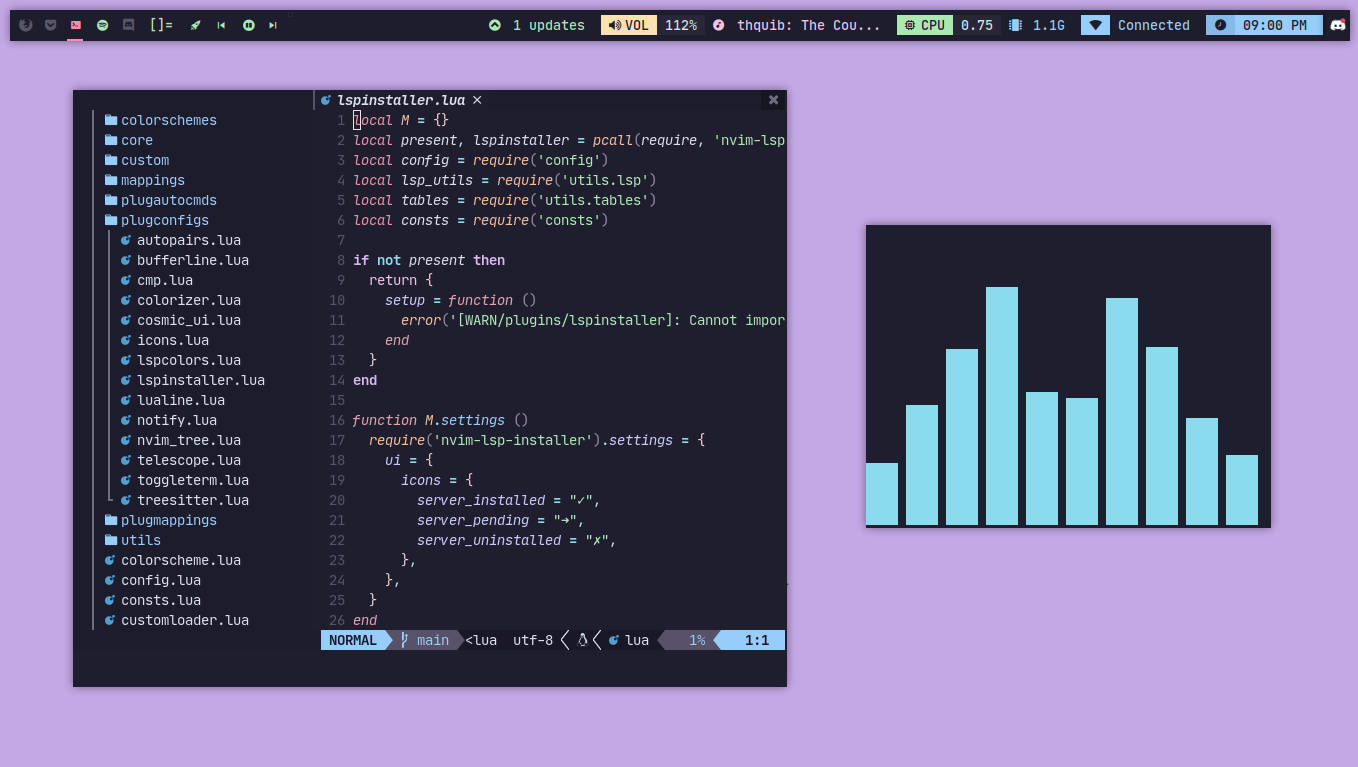 []= 1 updates VOL 112% thquib: The Cou... CPU 0.75 1.1G Connected 09:00 PM
lspinstaller.lua
colorschemes
core
custom
mappings
plugautocmds
plugconfigs
autopairs.lua
bufferline.lua
cmp.lua
colorizer.lua
cosmic_ui.lua
icons.lua
lspcolors.lua
lspinstaller.lua
lualine.lua
notify.lua
nvim_tree.lua
telescope.lua
toggleterm.lua
treesitter.lua
plugmappings
utils
colorscheme.lua
config.lua
consts.lua
customloader.lua
1 local M = {}
2 local present, lspinstaller = pcall(require, 'nvim-lsp
3 local config = require('config')
4 local lsp_utils = require('utils.lsp')
5 local tables = require('utils.tables')
6 local consts = require('consts')
7
8 if not present then
9 return {
10 setup = function ()
11 error('[WARN/plugins/lspinstaller]: Cannot impor
12 end
13 }
14 end
15
16 function M.settings ()
17 require('nvim-lsp-installer').settings = {
18 ui = {
19 icons = {
20 server_installed = "✓",
21 server_pending = "➜",
22 server_uninstalled = "✗",
23 },
24 },
25 }
26 end
NORMAL main <lua utf-8 lua 1% 1:1